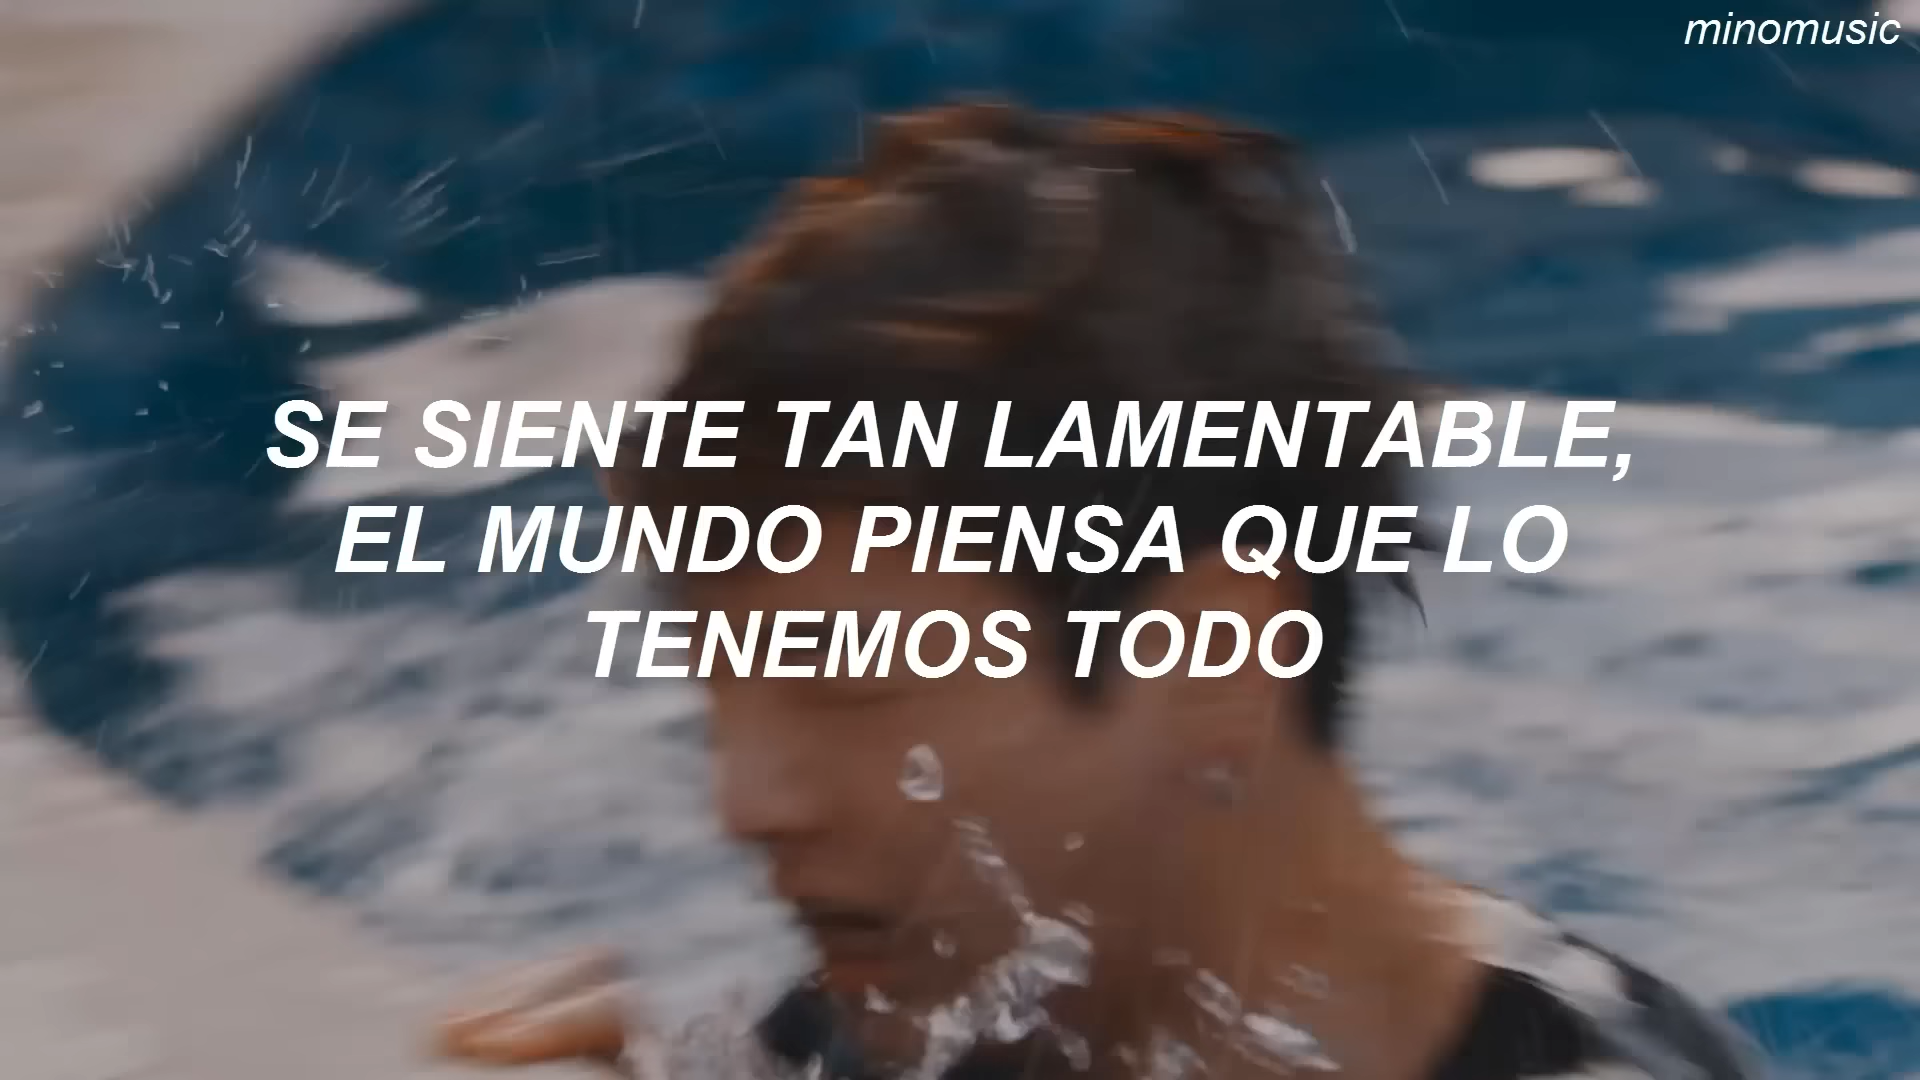 minomusic
SE SIENTE TAN LAMENTABLE,
EL MUNDO PIENSA QUE LO
TENEMOS TODO